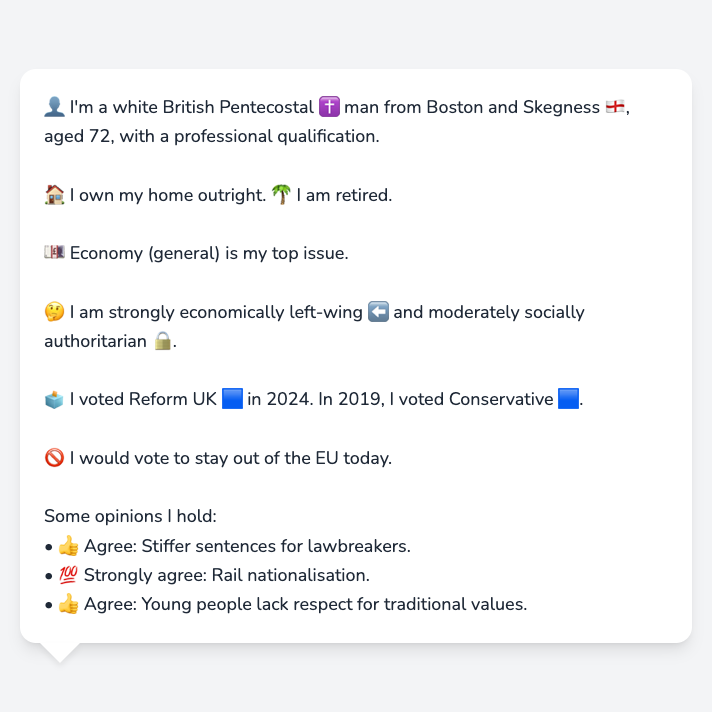 👤 I'm a white British Pentecostal ✝️ man from Boston and Skegness 🏴󠁧󠁢󠁥󠁮󠁧󠁿,
aged 72, with a professional qualification.
🏠 I own my home outright. 🌴 I am retired.
💷 Economy (general) is my top issue.
🤔 I am strongly economically left-wing ⬅️ and moderately socially
authoritarian 🔒.
🗳️ I voted Reform UK 🟦 in 2024. In 2019, I voted Conservative 🟦.
🚫 I would vote to stay out of the EU today.
Some opinions I hold:
• 👍 Agree: Stiffer sentences for lawbreakers.
• 💯 Strongly agree: Rail nationalisation.
• 👍 Agree: Young people lack respect for traditional values.